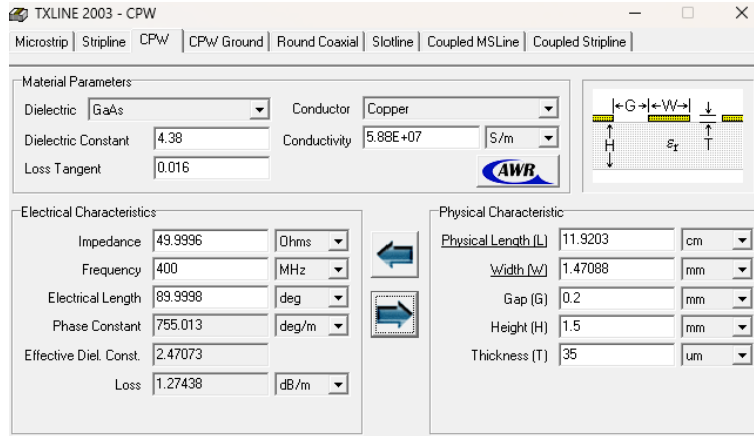 TXLINE 2003 - CPW
Microstrip Stripline CPW CPW Ground Round Coaxial Slotline Coupled MSLine Coupled Stripline
Material Parameters
Dielectric GaAs Conductor Copper
Dielectric Constant 4.38 Conductivity 5.88E+07 S/m
Loss Tangent 0.016 AWR
←G→ ←W→
H εr T
Electrical Characteristics
Impedance 49.9996 Ohms
Frequency 400 MHz
Electrical Length 89.9998 deg
Phase Constant 755.013 deg/m
Effective Diel. Const. 2.47073
Loss 1.27438 dB/m
Physical Characteristic
Physical Length (L) 11.9203 cm
Width (W) 1.47088 mm
Gap (G) 0.2 mm
Height (H) 1.5 mm
Thickness (T) 35 um